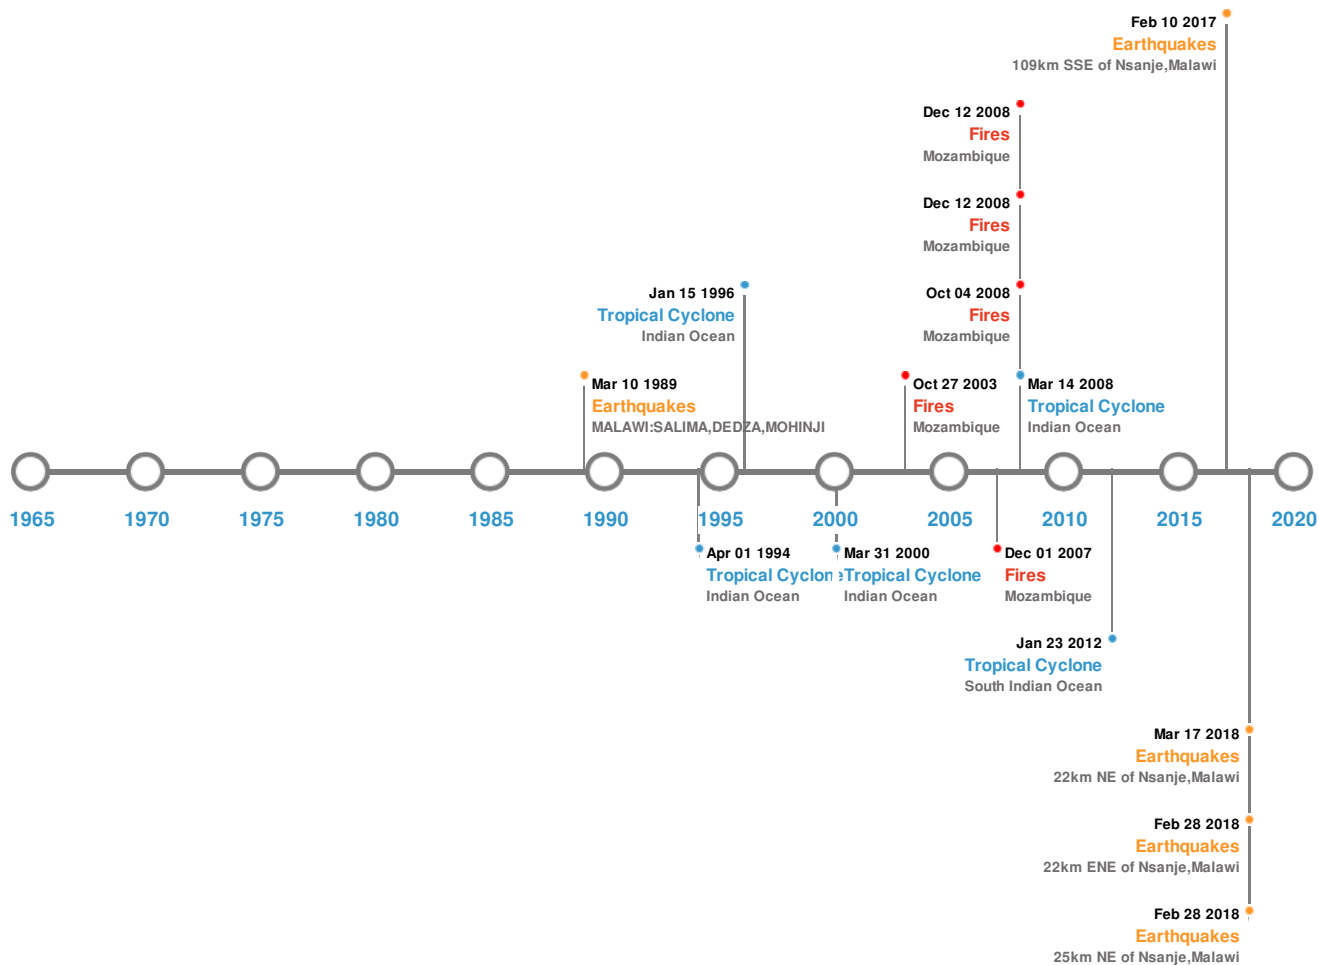 Feb 10 2017
Earthquakes
109km SSE of Nsanje,Malawi
Dec 12 2008
Fires
Mozambique
Dec 12 2008
Fires
Mozambique
Oct 04 2008
Fires
Mozambique
Jan 15 1996
Tropical Cyclone
Indian Ocean
Mar 10 1989
Earthquakes
MALAWI:SALIMA,DEDZA,MOHINJI
Oct 27 2003
Fires
Mozambique
Mar 14 2008
Tropical Cyclone
Indian Ocean
1965 1970 1975 1980 1985 1990 1995 2000 2005 2010 2015 2020
Apr 01 1994
Tropical Cyclone
Indian Ocean
Mar 31 2000
Tropical Cyclone
Indian Ocean
Dec 01 2007
Fires
Mozambique
Jan 23 2012
Tropical Cyclone
South Indian Ocean
Mar 17 2018
Earthquakes
22km NE of Nsanje,Malawi
Feb 28 2018
Earthquakes
22km ENE of Nsanje,Malawi
Feb 28 2018
Earthquakes
25km NE of Nsanje,Malawi